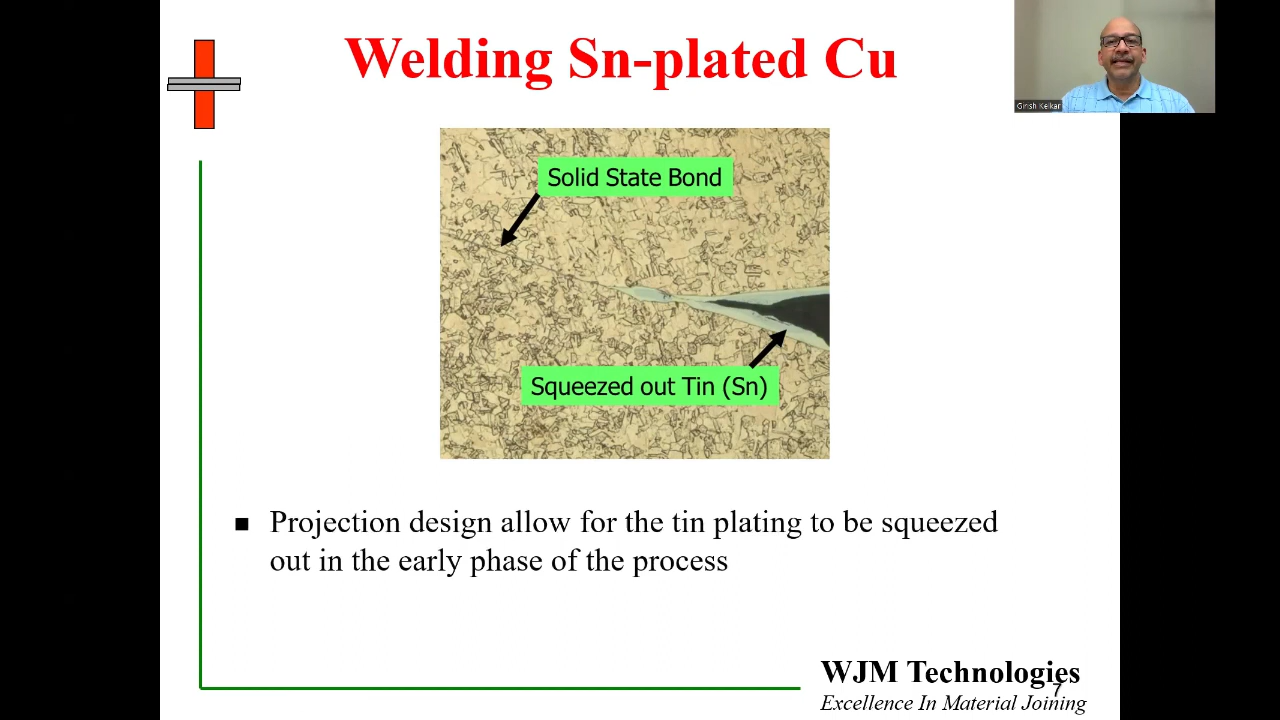 Welding Sn-plated Cu
Girish Kelkar
Solid State Bond
Squeezed out Tin (Sn)
■ Projection design allow for the tin plating to be squeezed
out in the early phase of the process
WJM Technologies
7
Excellence In Material Joining